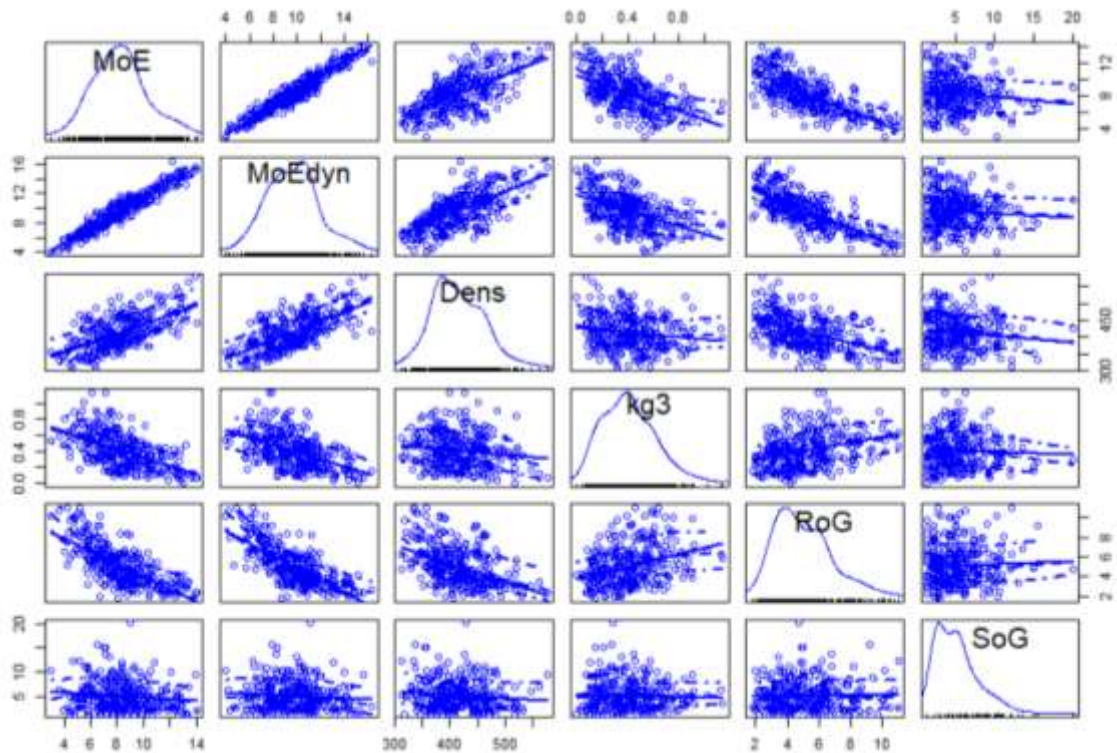 4 6 8 10 14
0.0 0.4 0.8
5 10 15 20
MoE
4 8 12
4 8 12 16
MoEdyn
Dens
300 450
0.0 0.4 0.8
kg3
RoG
2 4 6 8
5 10 20
SoG
4 6 8 10 14
300 400 500
2 4 6 8 10